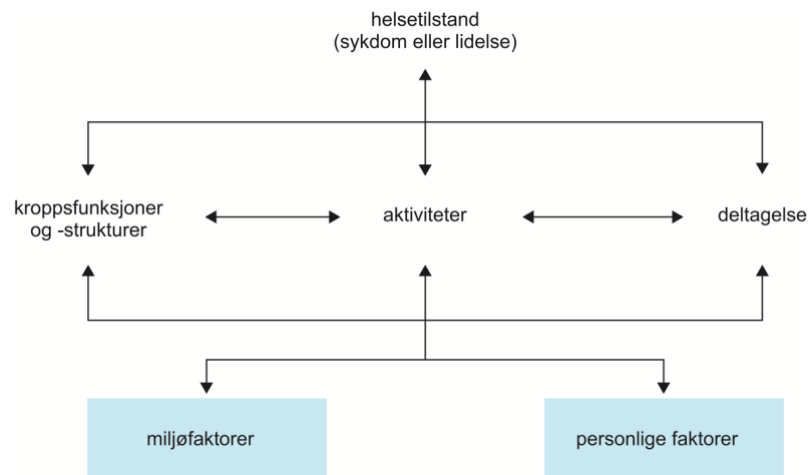 helsetilstand
(sykdom eller lidelse)
kroppsfunksjoner
og -strukturer
aktiviteter
deltagelse
miljøfaktorer
personlige faktorer